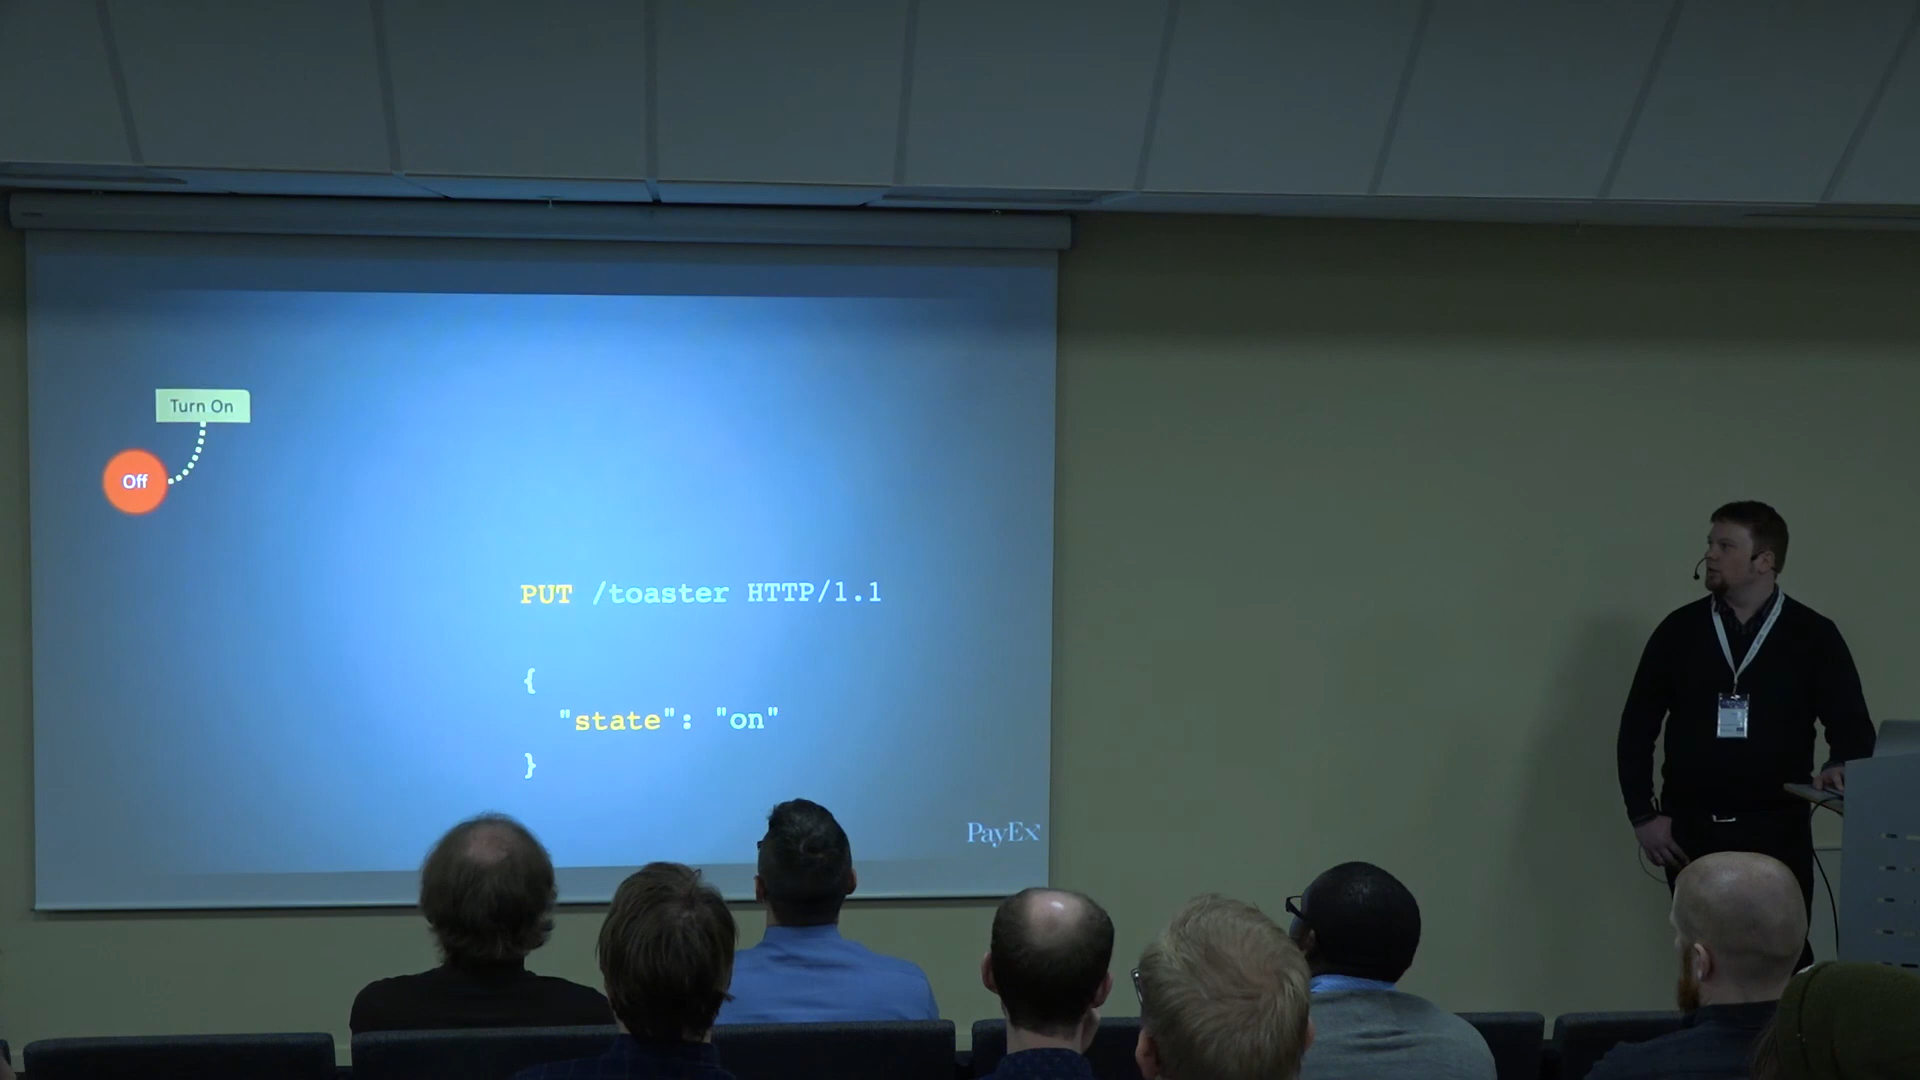 Turn On
Off
PUT /toaster HTTP/1.1
{
"state": "on"
}
PayEx